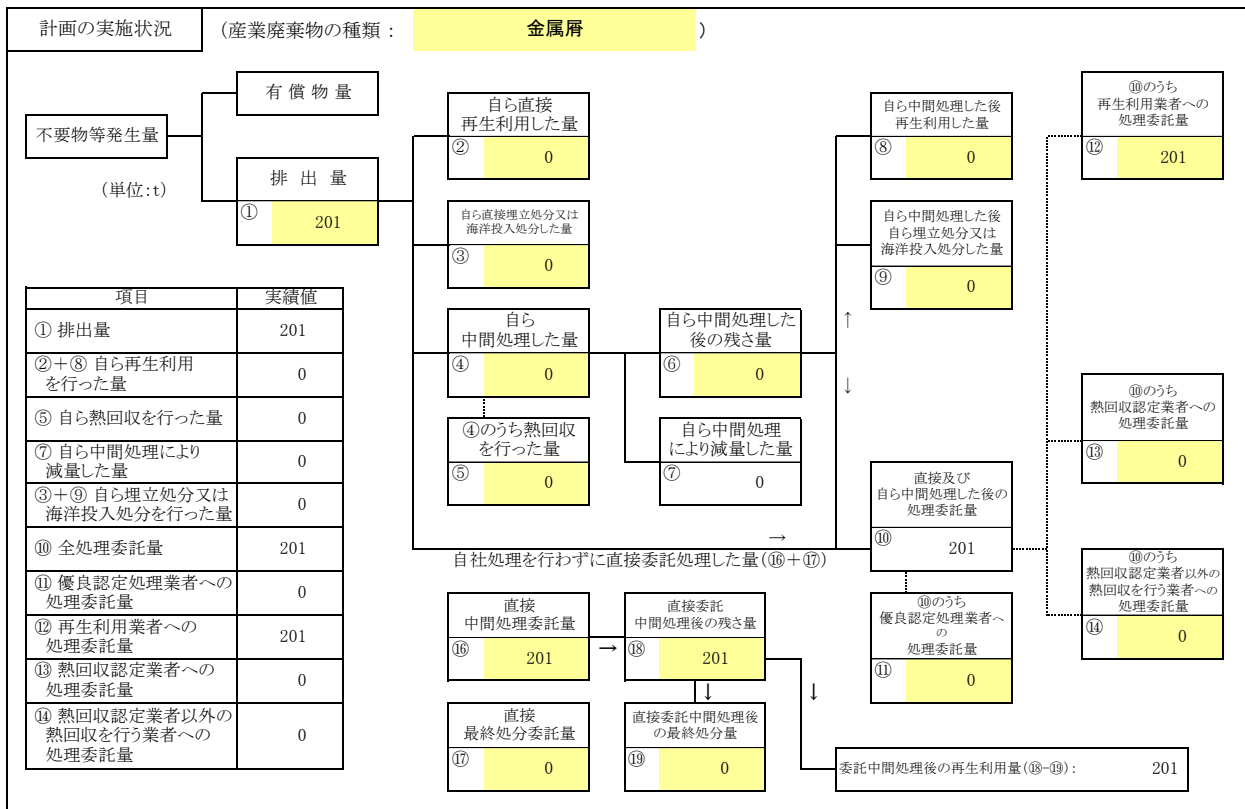 計画の実施状況
(産業廃棄物の種類：
金属屑
)
不要物等発生量
(単位:t)
有 償 物 量
排 出 量
①
201
自ら直接
再生利用した量
②
0
自ら直接埋立処分又は
海洋投入処分した量
③
0
自ら
中間処理した量
④
0
④のうち熱回収
を行った量
⑤
0
自ら中間処理した
後の残さ量
⑥
0
自ら中間処理
により減量した量
⑦
0
自ら中間処理した後
再生利用した量
⑧
0
自ら中間処理した後
自ら埋立処分又は
海洋投入処分した量
⑨
0
↑
↓
直接及び
自ら中間処理した後の
処理委託量
⑩
201
⑩のうち
優良認定処理業者へ
の
処理委託量
⑪
0
⑩のうち
再生利用業者への
処理委託量
⑫
201
⑩のうち
熱回収認定業者への
処理委託量
⑬
0
⑩のうち
熱回収認定業者以外の
熱回収を行う業者への
処理委託量
⑭
0
→
自社処理を行わずに直接委託処理した量(⑯+⑰)
直接
中間処理委託量
⑯
201
→
直接委託
中間処理後の残さ量
⑱
201
↓
↓
直接
最終処分委託量
⑰
0
直接委託中間処理後
の最終処分量
⑲
0
委託中間処理後の再生利用量(⑱-⑲)： 201
項目 実績値
① 排出量 201
②+⑧ 自ら再生利用
を行った量 0
⑤ 自ら熱回収を行った量 0
⑦ 自ら中間処理により
減量した量 0
③+⑨ 自ら埋立処分又は
海洋投入処分を行った量 0
⑩ 全処理委託量 201
⑪ 優良認定処理業者への
処理委託量 0
⑫ 再生利用業者への
処理委託量 201
⑬ 熱回収認定業者への
処理委託量 0
⑭ 熱回収認定業者以外の
熱回収を行う業者への
処理委託量 0